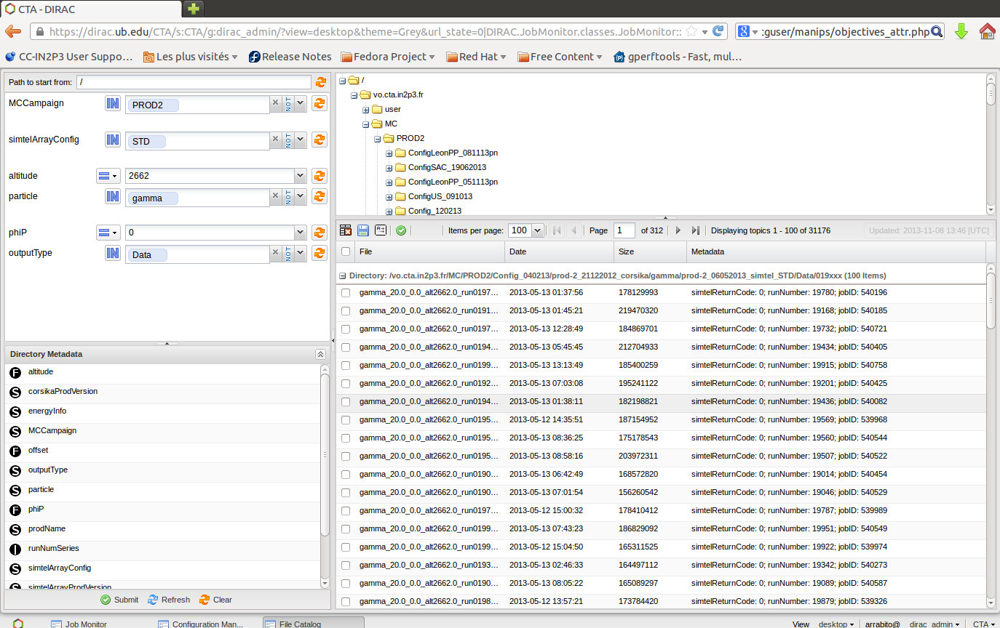 CTA - DIRAC
https://dirac.ub.edu/CTA/s:CTA/g:dirac_admin/?view=desktop&theme=Grey&url_state=0|DIRAC.JobMonitor.classes.JobMonitor::
:guser/manips/objectives_attr.php
CC-IN2P3 User Suppo... Les plus visités Release Notes Fedora Project Red Hat Free Content gperftools - Fast, mul...
Path to start from: /
MCCampaign IN PROD2 NOT
simtelArrayConfig IN STD NOT
altitude 2662
particle IN gamma NOT
phiP 0
outputType IN Data NOT
Directory Metadata
F altitude
S corsikaProdVersion
S energyInfo
S MCCampaign
F offset
S outputType
S particle
F phiP
S prodName
I runNumSeries
S simtelArrayConfig
S simtelArrayProdVersion
Submit Refresh Clear
/
vo.cta.in2p3.fr
user
MC
PROD2
ConfigLeonPP_081113pn
ConfigSAC_19062013
ConfigLeonPP_051113pn
ConfigUS_091013
Config_120213
Items per page: 100 Page 1 of 312 Displaying topics 1 - 100 of 31176 Updated: 2013-11-08 13:46 [UTC]
File Date Size Metadata
Directory: /vo.cta.in2p3.fr/MC/PROD2/Config_040213/prod-2_21122012_corsika/gamma/prod-2_06052013_simtel_STD/Data/019xxx (100 Items)
gamma_20.0_0.0_alt2662.0_run0197... 2013-05-13 01:37:56 178129993 simtelReturnCode: 0; runNumber: 19780; jobID: 540196
gamma_20.0_0.0_alt2662.0_run0191... 2013-05-13 01:45:21 219470320 simtelReturnCode: 0; runNumber: 19168; jobID: 540185
gamma_20.0_0.0_alt2662.0_run0197... 2013-05-13 12:28:49 184869701 simtelReturnCode: 0; runNumber: 19732; jobID: 540721
gamma_20.0_0.0_alt2662.0_run0194... 2013-05-13 05:45:45 212704933 simtelReturnCode: 0; runNumber: 19434; jobID: 540405
gamma_20.0_0.0_alt2662.0_run0199... 2013-05-13 13:13:49 185400259 simtelReturnCode: 0; runNumber: 19915; jobID: 540758
gamma_20.0_0.0_alt2662.0_run0192... 2013-05-13 07:03:08 195241122 simtelReturnCode: 0; runNumber: 19201; jobID: 540425
gamma_20.0_0.0_alt2662.0_run0194... 2013-05-13 01:38:11 182198821 simtelReturnCode: 0; runNumber: 19436; jobID: 540082
gamma_20.0_0.0_alt2662.0_run0195... 2013-05-12 14:35:51 187154952 simtelReturnCode: 0; runNumber: 19569; jobID: 539968
gamma_20.0_0.0_alt2662.0_run0195... 2013-05-13 08:36:25 175178543 simtelReturnCode: 0; runNumber: 19560; jobID: 540544
gamma_20.0_0.0_alt2662.0_run0195... 2013-05-13 08:58:16 203972311 simtelReturnCode: 0; runNumber: 19507; jobID: 540522
gamma_20.0_0.0_alt2662.0_run0190... 2013-05-13 06:42:49 168572820 simtelReturnCode: 0; runNumber: 19014; jobID: 540454
gamma_20.0_0.0_alt2662.0_run0190... 2013-05-13 07:01:54 156260542 simtelReturnCode: 0; runNumber: 19046; jobID: 540529
gamma_20.0_0.0_alt2662.0_run0197... 2013-05-12 15:00:32 178410412 simtelReturnCode: 0; runNumber: 19787; jobID: 539989
gamma_20.0_0.0_alt2662.0_run0199... 2013-05-13 07:43:23 186829092 simtelReturnCode: 0; runNumber: 19951; jobID: 540549
gamma_20.0_0.0_alt2662.0_run0199... 2013-05-12 15:04:50 165311525 simtelReturnCode: 0; runNumber: 19922; jobID: 539974
gamma_20.0_0.0_alt2662.0_run0193... 2013-05-13 02:46:33 164497112 simtelReturnCode: 0; runNumber: 19342; jobID: 540273
gamma_20.0_0.0_alt2662.0_run0190... 2013-05-13 08:05:22 165089297 simtelReturnCode: 0; runNumber: 19089; jobID: 540587
gamma_20.0_0.0_alt2662.0_run0198... 2013-05-12 13:57:21 173784420 simtelReturnCode: 0; runNumber: 19879; jobID: 539326
Job Monitor Configuration Man... File Catalog View desktop arrabito@ dirac_admin CTA